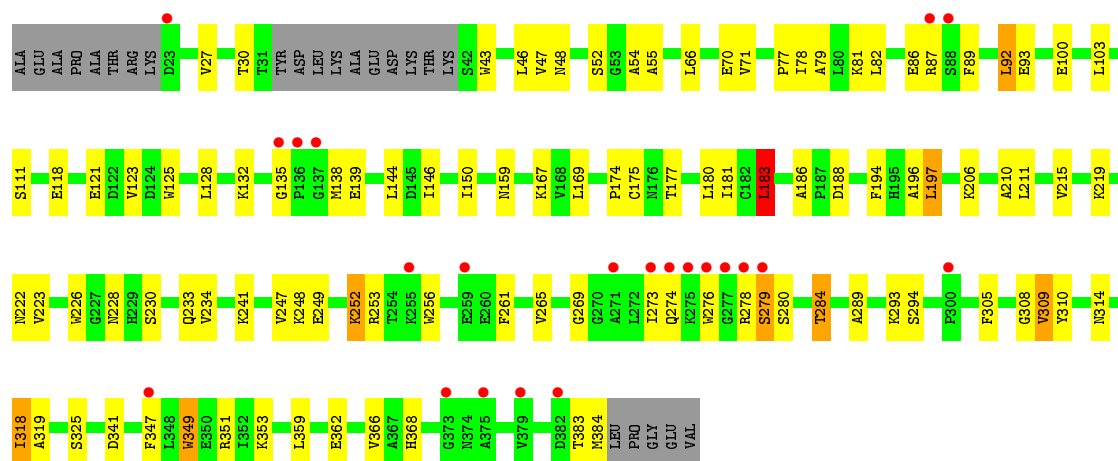 ALA GLU ALA PRO ALA THR ARG LYS D23 V27 T30 T31 TYR ASP LEU LYS ALA GLU ASP LYS THR LYS S42 W43 L46 V47 N48 S52 G53 A54 A55 L66 E70 V71 P77 I78 A79 L80 K81 L82 E86 R87 S88 F89 L92 E93 E100 L103
S111 E118 E121 D122 V123 D124 W125 L128 K132 G135 P136 G137 M138 E139 L144 D145 I146 I150 N159 K167 V168 L169 P174 C175 N176 T177 L180 I181 C182 L183 A186 P187 D188 F194 H195 A196 L197 K206 A210 L211 V215 K219
N222 V223 W226 G227 N228 H229 S230 Q233 V234 K241 V247 K248 E249 K252 R253 T254 K255 W256 E259 E260 F261 V265 G269 G270 A271 L272 I273 Q274 K275 W276 G277 R278 S279 S280 T284 A289 K293 S294 P300 F305 G308 V309 Y310 N314
I318 A319 S325 D341 F347 L348 W349 E350 R351 I352 K353 L359 E362 V366 A367 H368 G373 N374 A375 V379 D382 T383 M384 LEU PRO GLY GLU VAL